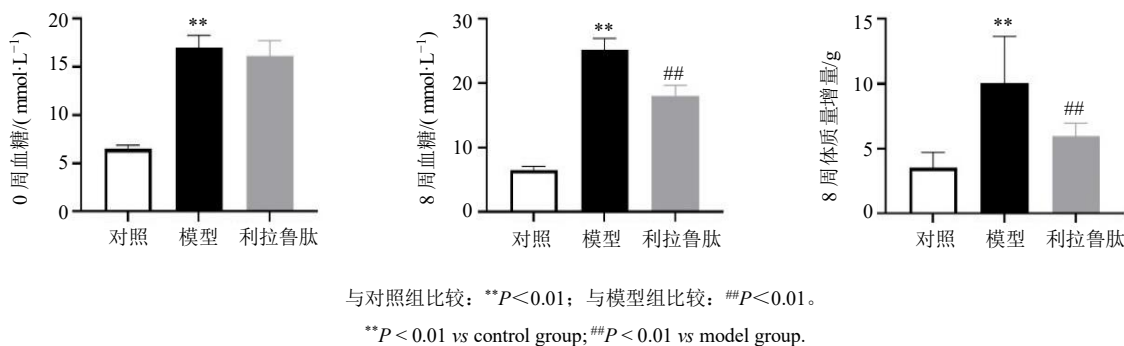 0 周血糖/( mmol·L⁻¹)
20
15
10
5
0
**
对照 模型 利拉鲁肽
8 周血糖/( mmol·L⁻¹)
30
20
10
0
**
##
对照 模型 利拉鲁肽
8 周体质量增量/g
15
10
5
0
**
##
对照 模型 利拉鲁肽
与对照组比较：**P＜0.01；与模型组比较：##P＜0.01。
**P < 0.01 vs control group; ##P < 0.01 vs model group.